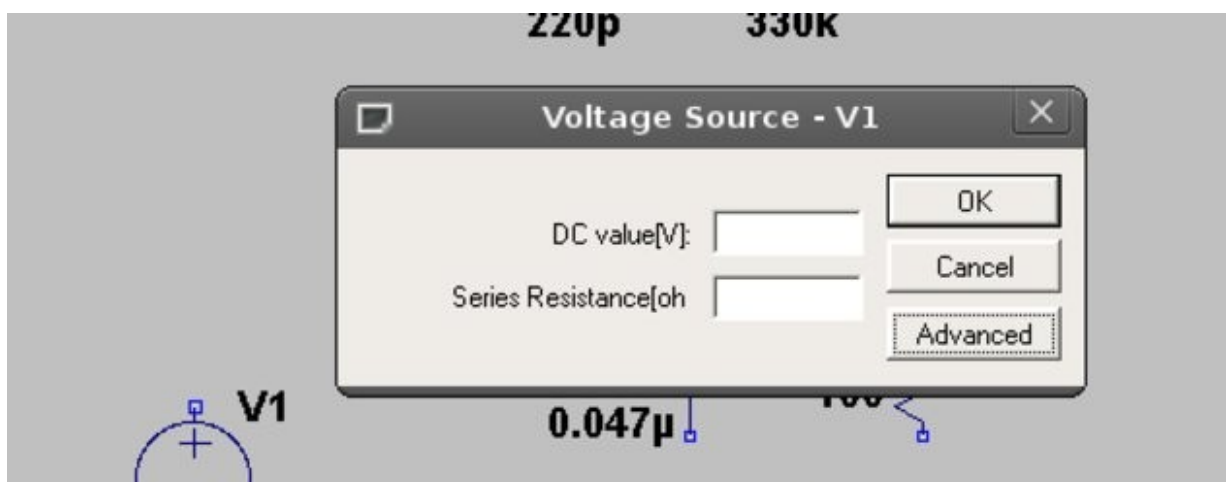 220p 330k
Voltage Source - V1
DC value[V]:
Series Resistance[oh
OK
Cancel
Advanced
V1
0.047µ